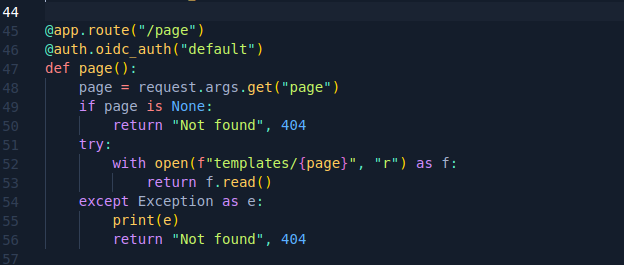 44
45 @app.route("/page")
46 @auth.oidc_auth("default")
47 def page():
48     page = request.args.get("page")
49     if page is None:
50         return "Not found", 404
51     try:
52         with open(f"templates/{page}", "r") as f:
53             return f.read()
54     except Exception as e:
55         print(e)
56         return "Not found", 404
57